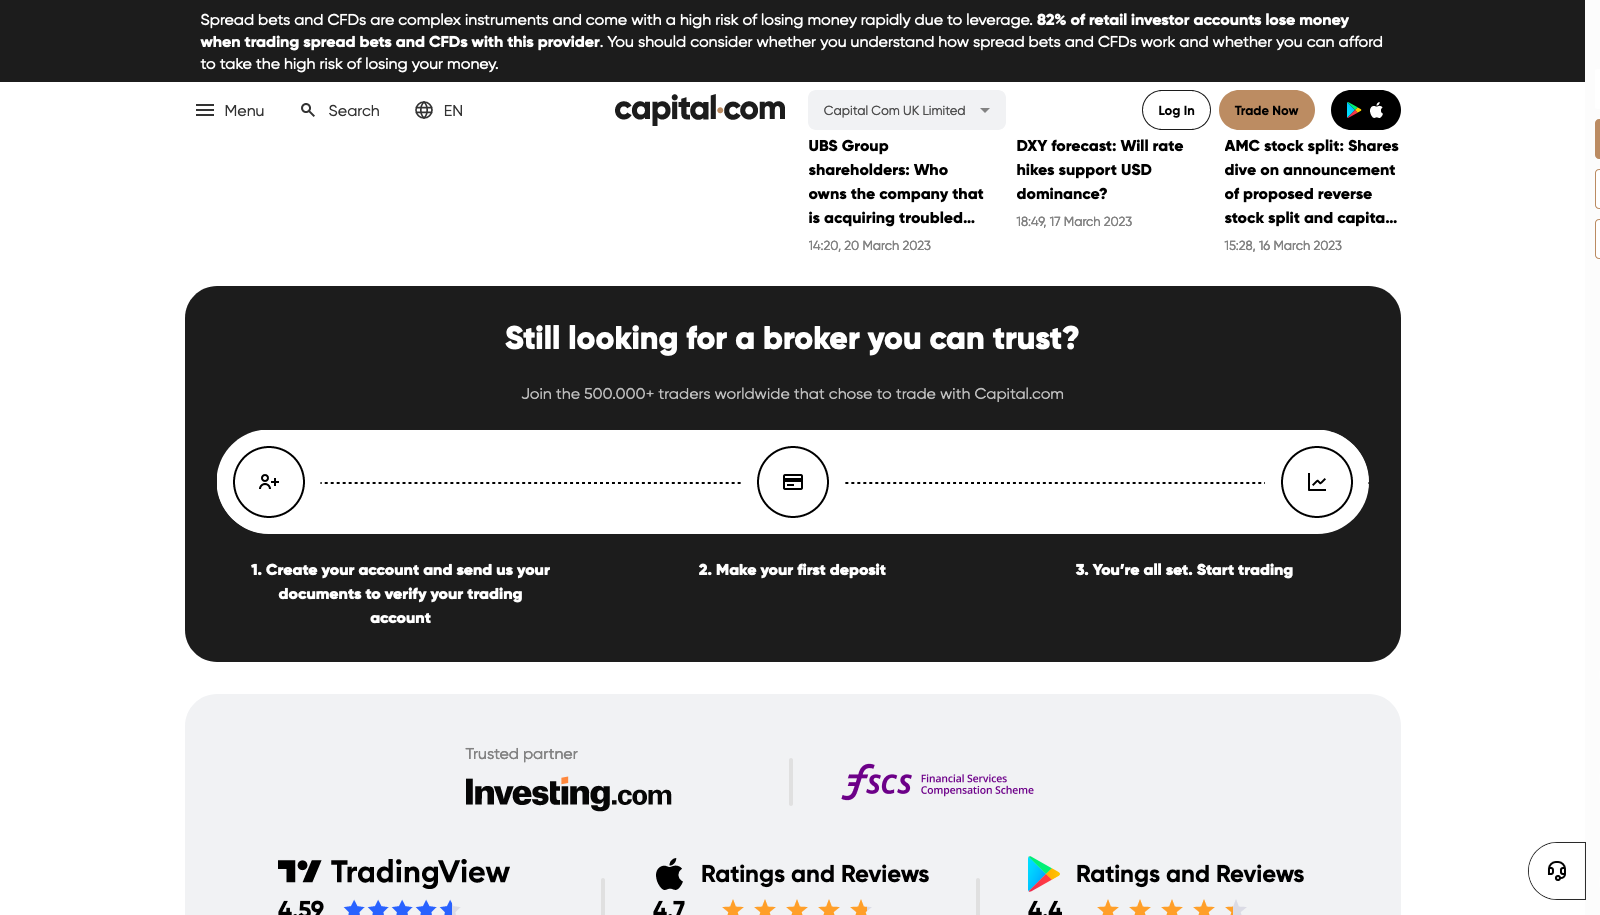 Spread bets and CFDs are complex instruments and come with a high risk of losing money rapidly due to leverage. 82% of retail investor accounts lose money
when trading spread bets and CFDs with this provider. You should consider whether you understand how spread bets and CFDs work and whether you can afford
to take the high risk of losing your money.
Menu
Search
EN
capital.com
Capital Com UK Limited
Log In
Trade Now
UBS Group
shareholders: Who
owns the company that
is acquiring troubled...
14:20, 20 March 2023
DXY forecast: Will rate
hikes support USD
dominance?
18:49, 17 March 2023
AMC stock split: Shares
dive on announcement
of proposed reverse
stock split and capita...
15:28, 16 March 2023
Still looking for a broker you can trust?
Join the 500.000+ traders worldwide that chose to trade with Capital.com
1. Create your account and send us your
documents to verify your trading
account
2. Make your first deposit
3. You're all set. Start trading
Trusted partner
Investing.com
fscs
Financial Services
Compensation Scheme
TradingView
4.59
Ratings and Reviews
4.7
Ratings and Reviews
4.4